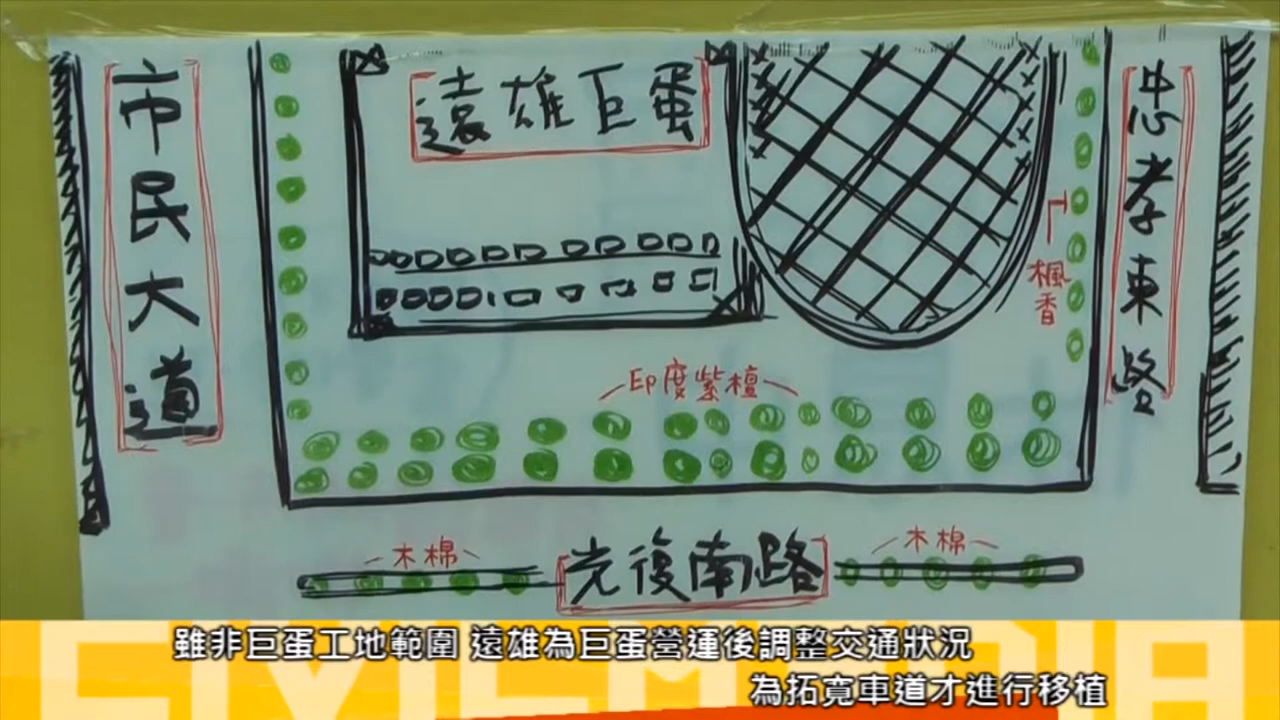 市民大道
遠雄巨蛋
忠孝東路
楓香
印度紫檀
木棉
光復南路
木棉
雖非巨蛋工地範圍 遠雄為巨蛋營運後調整交通狀況
為拓寬車道才進行移植